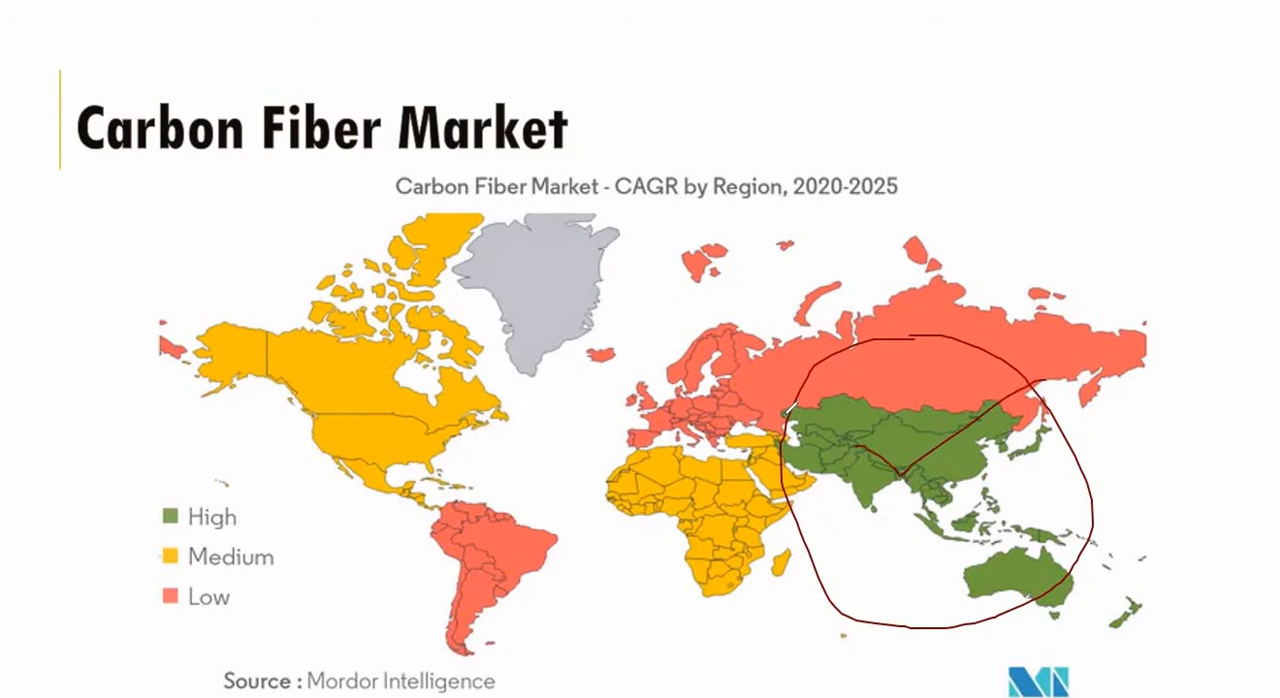 Carbon Fiber Market
Carbon Fiber Market - CAGR by Region, 2020-2025
High
Medium
Low
Source : Mordor Intelligence